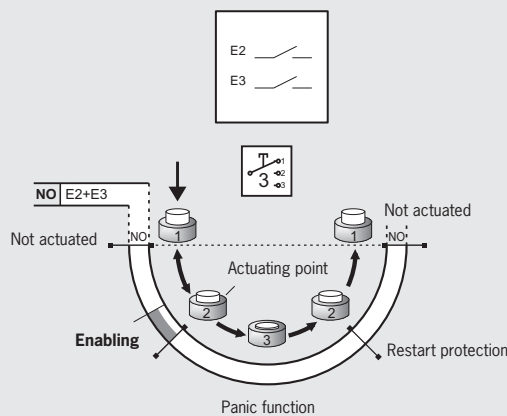 E2
E3
1
2
3
3
NO E2+E3
Not actuated
NO
1
1
NO
Not actuated
Actuating point
2
2
3
Enabling
Restart protection
Panic function